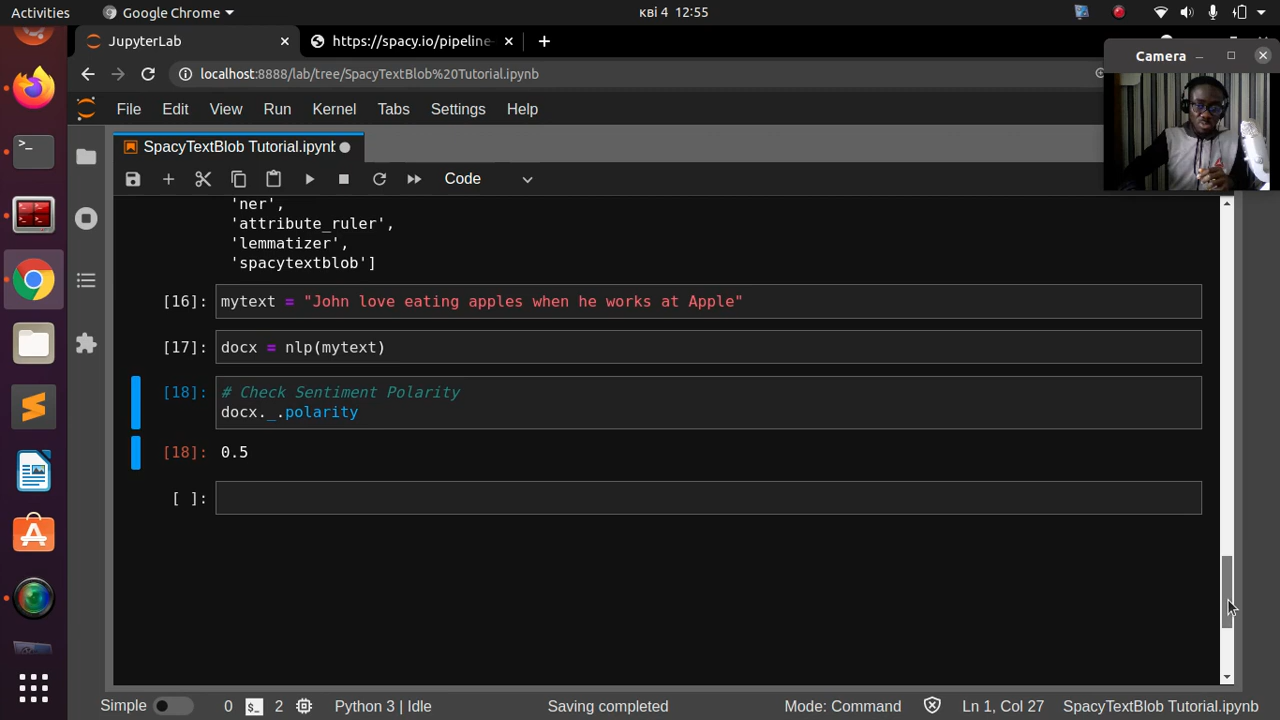 Activities
Google Chrome
кві 4 12:55
JupyterLab
https://spacy.io/pipeline-
Camera
localhost:8888/lab/tree/SpacyTextBlob%20Tutorial.ipynb
File Edit View Run Kernel Tabs Settings Help
SpacyTextBlob Tutorial.ipynb
Code
'ner',
'attribute_ruler',
'lemmatizer',
'spacytextblob']
[16]: mytext = "John love eating apples when he works at Apple"
[17]: docx = nlp(mytext)
[18]: # Check Sentiment Polarity
docx._.polarity
[18]: 0.5
[ ]:
Simple 0 $_ 2 Python 3 | Idle Saving completed Mode: Command Ln 1, Col 27 SpacyTextBlob Tutorial.ipynb